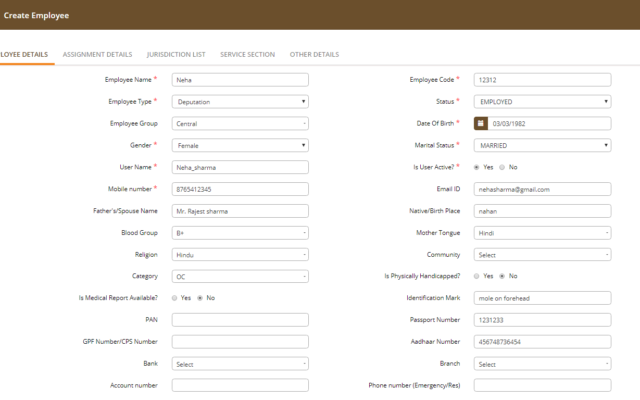 Create Employee
LOYEE DETAILS ASSIGNMENT DETAILS JURISDICTION LIST SERVICE SECTION OTHER DETAILS
Employee Name * Neha Employee Code * 12312
Employee Type * Deputation Status * EMPLOYED
Employee Group Central Date Of Birth * 03/03/1982
Gender * Female Marital Status * MARRIED
User Name * Neha_sharma Is User Active? * Yes No
Mobile number * 8765412345 Email ID nehasharma@gmail.com
Father's/Spouse Name Mr. Rajest sharma Native/Birth Place nahan
Blood Group B+ Mother Tongue Hindi
Religion Hindu Community Select
Category OC Is Physically Handicapped? Yes No
Is Medical Report Available? Yes No Identification Mark mole on forehead
PAN Passport Number 1231233
GPF Number/CPS Number Aadhaar Number 456748736454
Bank Select Branch Select
Account number Phone number (Emergency/Res)